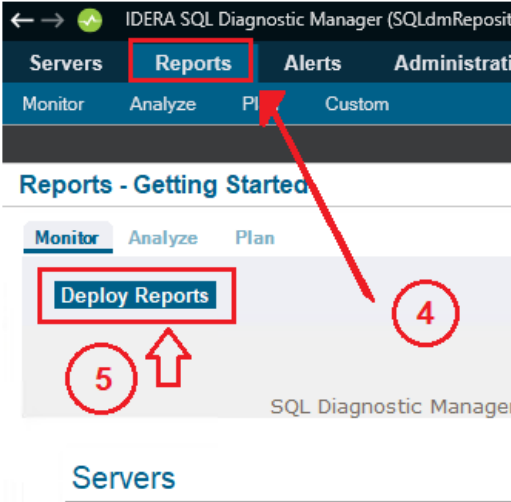 IDERA SQL Diagnostic Manager (SQLdmReposit
Servers Reports Alerts Administrati
Monitor Analyze Custom
Reports - Getting Started
Monitor Analyze Plan
Deploy Reports
4
5
SQL Diagnostic Manager
Servers